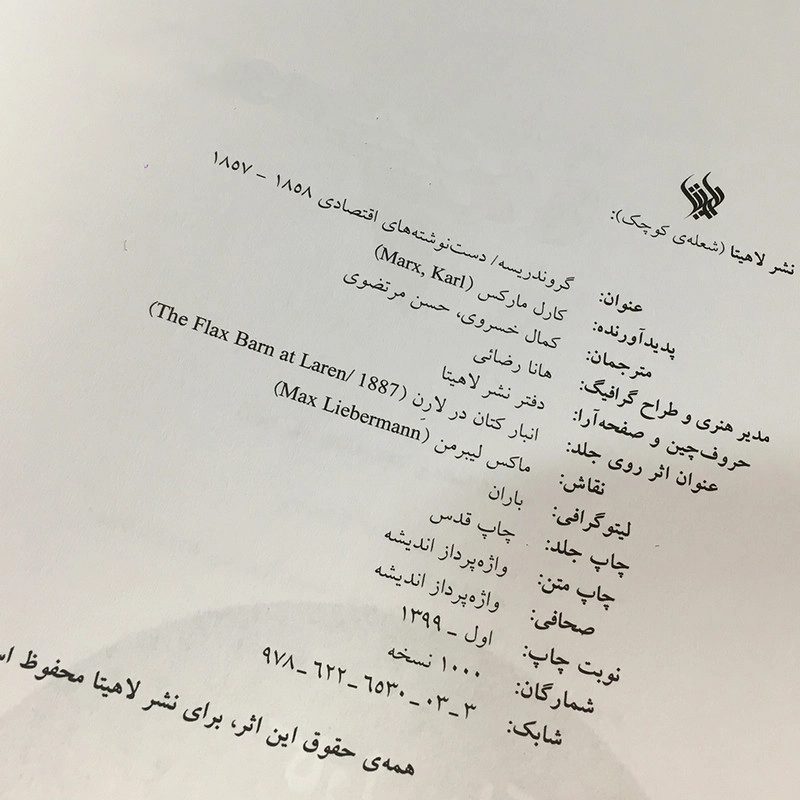 نشر لاهیتا (شعله‌ی کوچک):
عنوان: گروندریسه/ دست‌نوشته‌های اقتصادی ۱۸۵۸ - ۱۸۵۷
پدیدآورنده: کارل مارکس (Marx, Karl)
مترجمان: کمال خسروی، حسن مرتضوی
مدیر هنری و طراح گرافیگ: هانا رضائی
حروف‌چین و صفحه‌آرا: دفتر نشر لاهیتا
عنوان اثر روی جلد: انبار کتان در لارِن (The Flax Barn at Laren/ 1887)
نقاش: ماکس لیبرمن (Max Liebermann)
لیتوگرافی: باران
چاپ جلد: چاپ قدس
چاپ متن: واژه‌پرداز اندیشه
صحافی: واژه‌پرداز اندیشه
نوبت چاپ: اول ـ ۱۳۹۹
شمارگان: ۱۰۰۰ نسخه
شابک: ۹۷۸-۶۲۲-۶۵۳۰-۰۳-۳
همه‌ی حقوق این اثر، برای نشر لاهیتا محفوظ